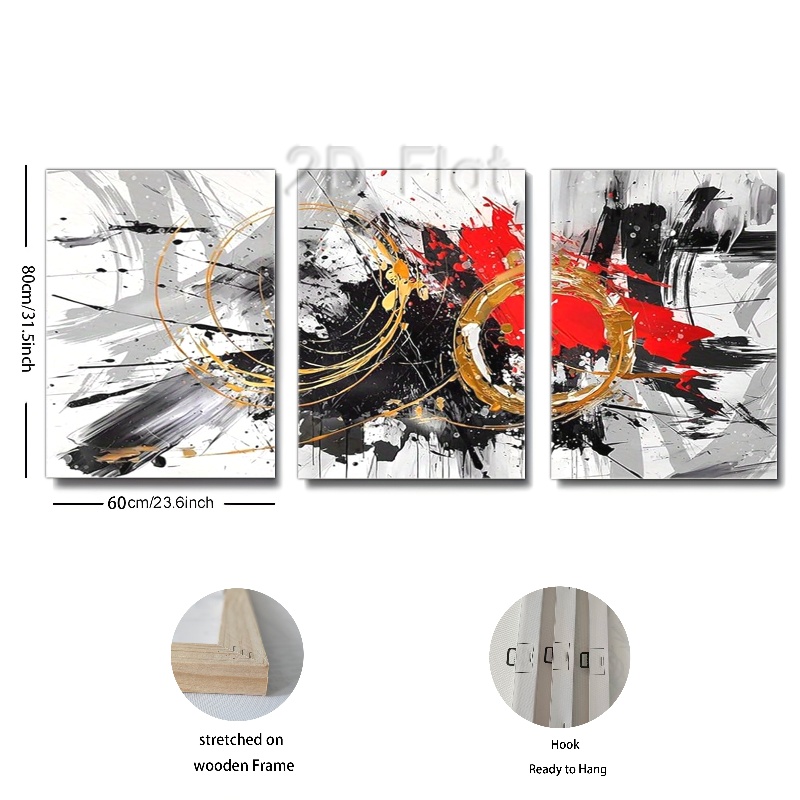 2D Flat
80cm/31.5inch
60cm/23.6inch
stretched on
wooden Frame
Hook
Ready to Hang